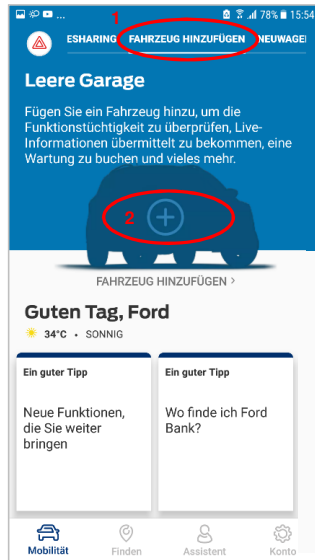 1
78% 15:54
ESHARING FAHRZEUG HINZUFÜGEN NEUWAGE
Leere Garage
Fügen Sie ein Fahrzeug hinzu, um die
Funktionstüchtigkeit zu überprüfen, Live-
Informationen übermittelt zu bekommen, eine
Wartung zu buchen und vieles mehr.
2
FAHRZEUG HINZUFÜGEN >
Guten Tag, Ford
34°C • SONNIG
Ein guter Tipp
Neue Funktionen,
die Sie weiter
bringen
Ein guter Tipp
Wo finde ich Ford
Bank?
Mobilität Finden Assistent Konto